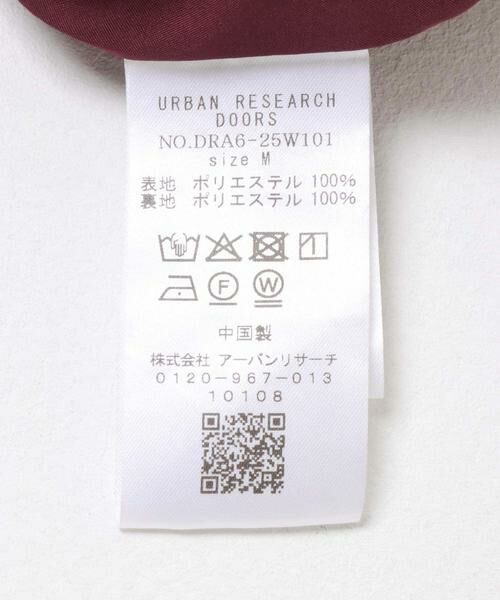 URBAN RESEARCH
DOORS
NO.DRA6-25W101
size M
表地 ポリエステル 100%
裏地 ポリエステル 100%
F W
中国製
株式会社 アーバンリサーチ
0120-967-013
10108